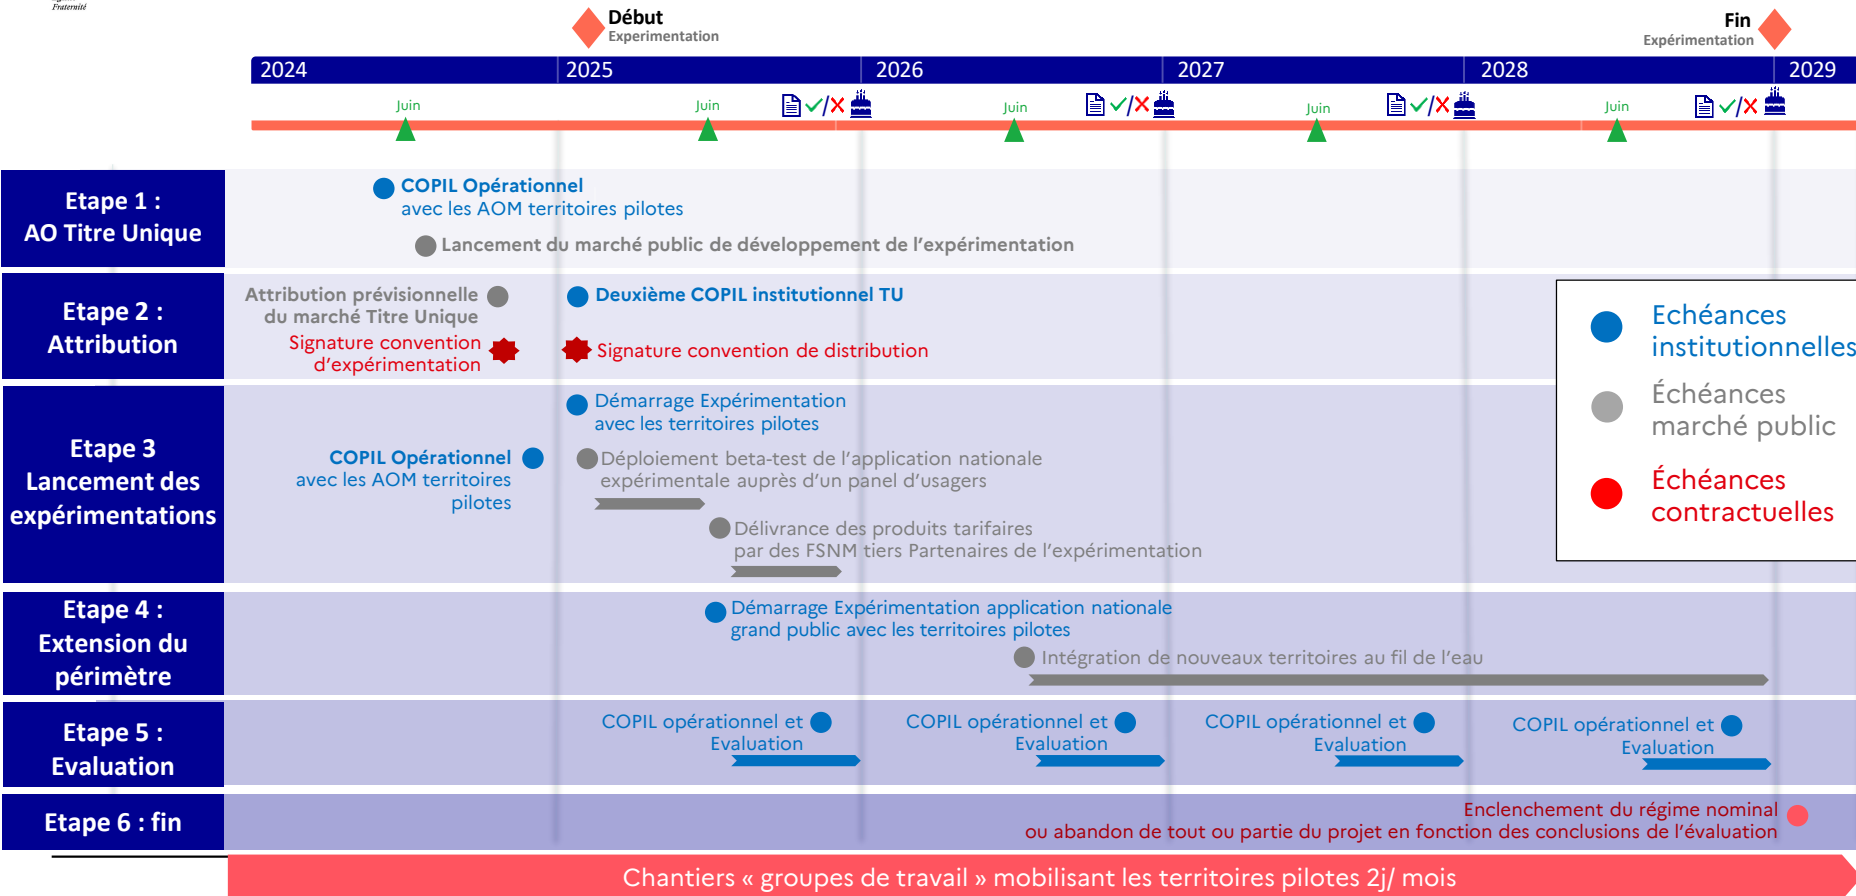 Fraternité
Début
Experimentation
Fin
Expérimentation
2024
2025
2026
2027
2028
2029
Juin
Juin
Juin
Juin
Juin
Etape 1 :
AO Titre Unique
COPIL Opérationnel
avec les AOM territoires pilotes
Lancement du marché public de développement de l'expérimentation
Etape 2 :
Attribution
Attribution prévisionnelle
du marché Titre Unique
Signature convention
d'expérimentation
Deuxième COPIL institutionnel TU
Signature convention de distribution
Echéances
institutionnelles
Échéances
marché public
Échéances
contractuelles
Etape 3
Lancement des
expérimentations
Démarrage Expérimentation
avec les territoires pilotes
COPIL Opérationnel
avec les AOM territoires
pilotes
Déploiement beta-test de l'application nationale
expérimentale auprès d'un panel d'usagers
Délivrance des produits tarifaires
par des FSNM tiers Partenaires de l'expérimentation
Etape 4 :
Extension du
périmètre
Démarrage Expérimentation application nationale
grand public avec les territoires pilotes
Intégration de nouveaux territoires au fil de l'eau
Etape 5 :
Evaluation
COPIL opérationnel et
Evaluation
COPIL opérationnel et
Evaluation
COPIL opérationnel et
Evaluation
COPIL opérationnel et
Evaluation
Etape 6 : fin
Enclenchement du régime nominal
ou abandon de tout ou partie du projet en fonction des conclusions de l'évaluation
Chantiers « groupes de travail » mobilisant les territoires pilotes 2j/ mois